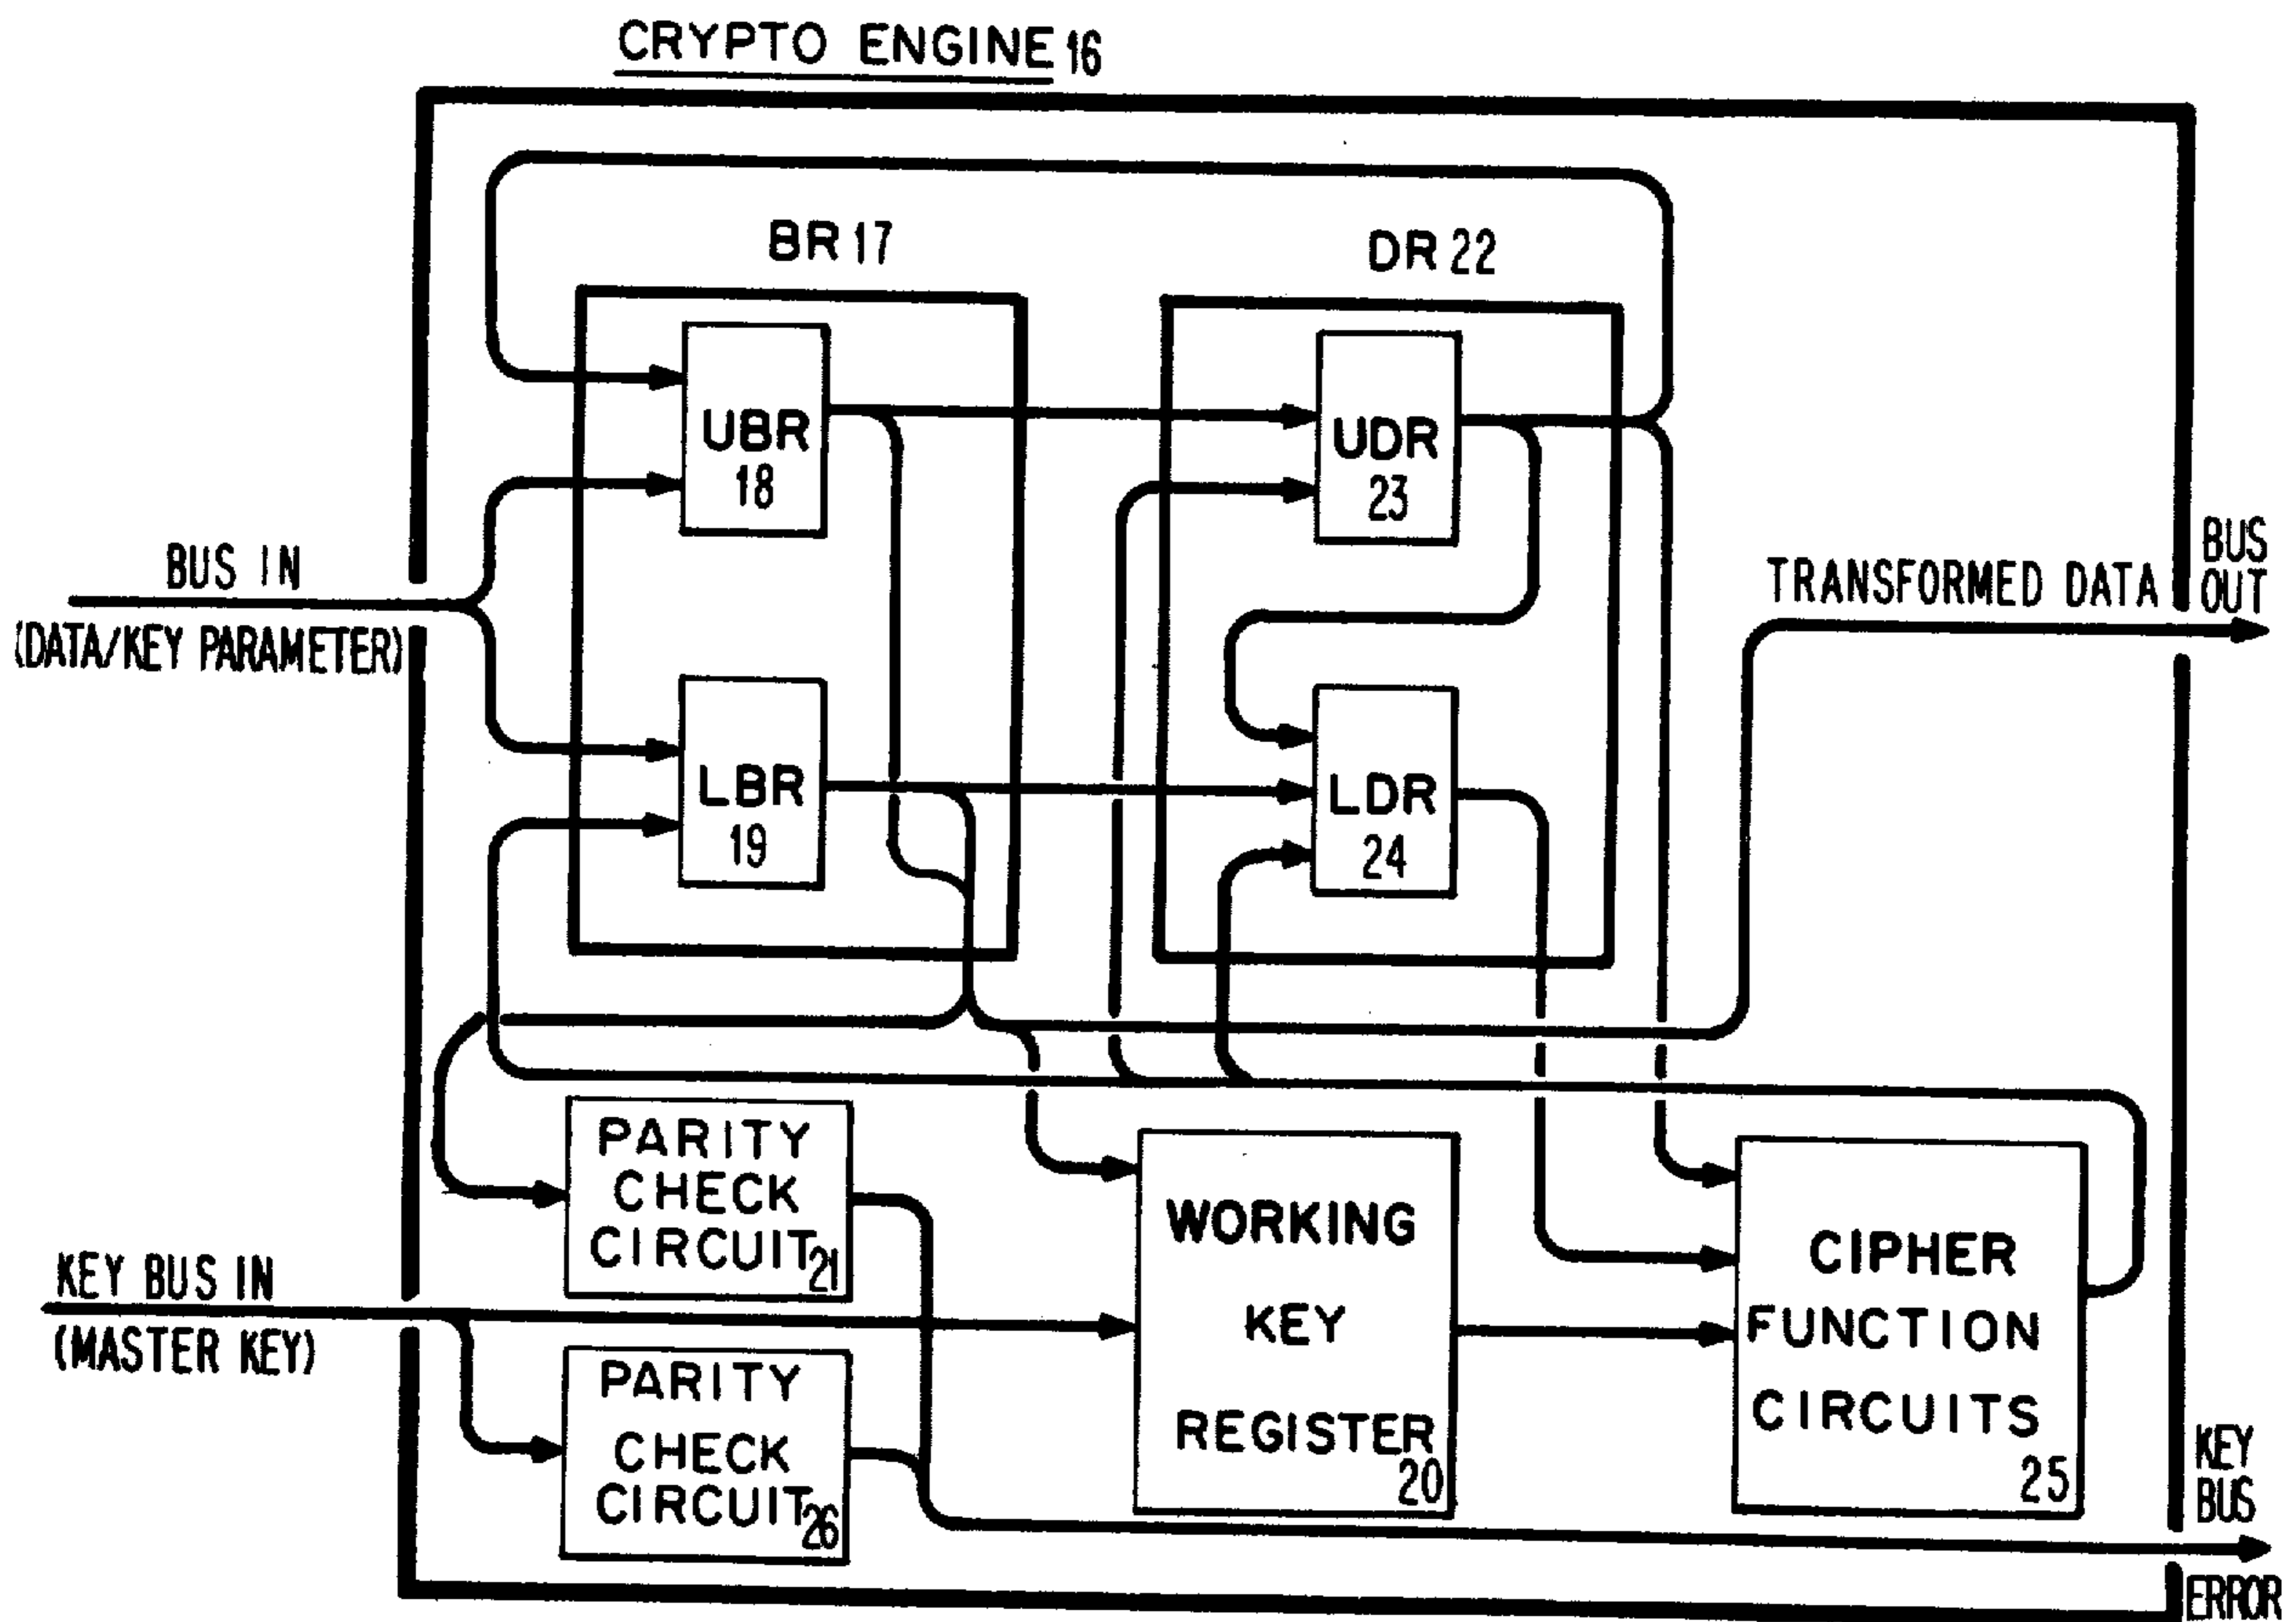 CRYPTO ENGINE 16
BR 17
DR 22
UBR
18
UDR
23
BUS IN
(DATA/KEY PARAMETER)
TRANSFORMED DATA
BUS
OUT
LBR
19
LDR
24
PARITY
CHECK
CIRCUIT 21
KEY BUS IN
(MASTER KEY)
PARITY
CHECK
CIRCUIT 26
WORKING
KEY
REGISTER
20
CIPHER
FUNCTION
CIRCUITS
25
KEY
BUS
ERROR